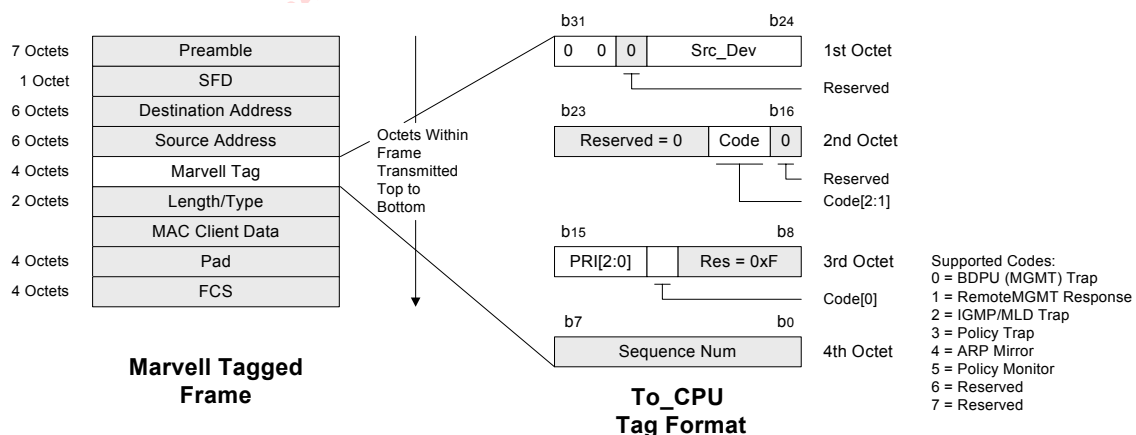 7 Octets Preamble
1 Octet SFD
6 Octets Destination Address
6 Octets Source Address
4 Octets Marvell Tag
2 Octets Length/Type
MAC Client Data
4 Octets Pad
4 Octets FCS
Marvell Tagged
Frame
Octets Within
Frame
Transmitted
Top to
Bottom
b31 b24
0 0 0 Src_Dev 1st Octet
Reserved
b23 b16
Reserved = 0 Code 0 2nd Octet
Reserved
Code[2:1]
b15 b8
PRI[2:0] Res = 0xF 3rd Octet
Code[0]
b7 b0
Sequence Num 4th Octet
To_CPU
Tag Format
Supported Codes:
0 = BDPU (MGMT) Trap
1 = RemoteMGMT Response
2 = IGMP/MLD Trap
3 = Policy Trap
4 = ARP Mirror
5 = Policy Monitor
6 = Reserved
7 = Reserved